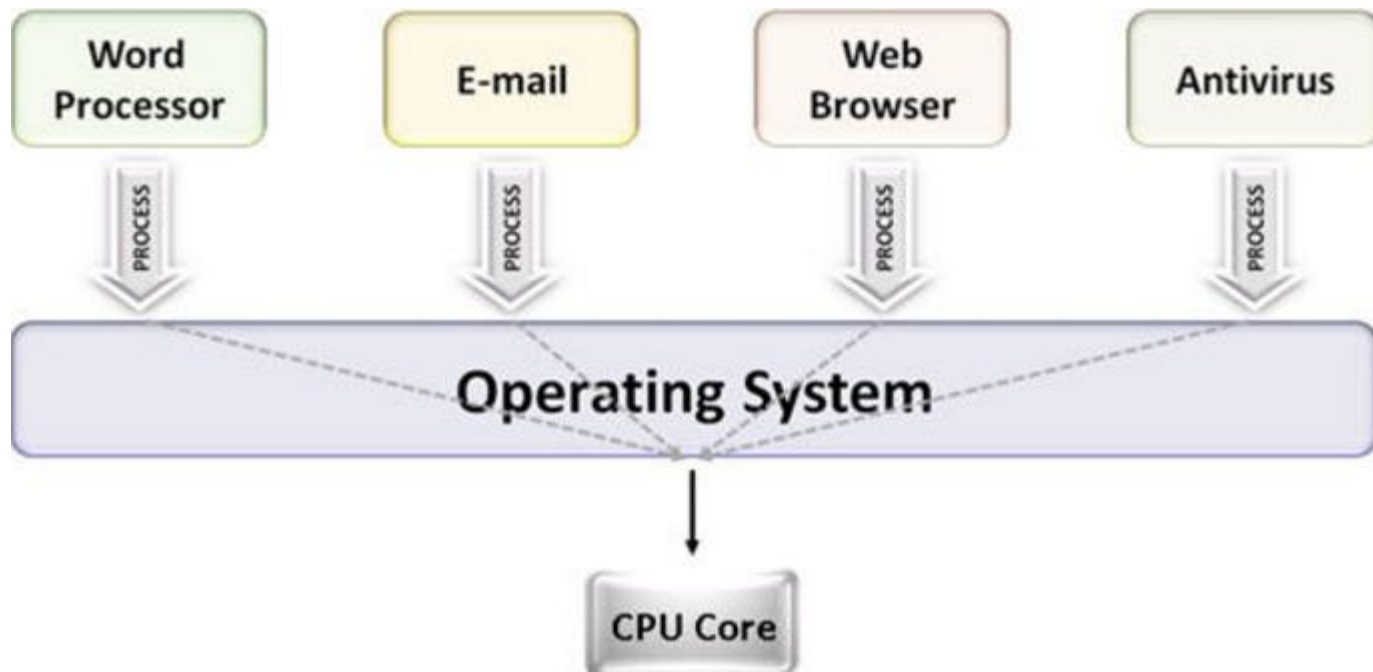 Word
Processor
E-mail
Web
Browser
Antivirus
PROCESS
PROCESS
PROCESS
PROCESS
Operating System
CPU Core